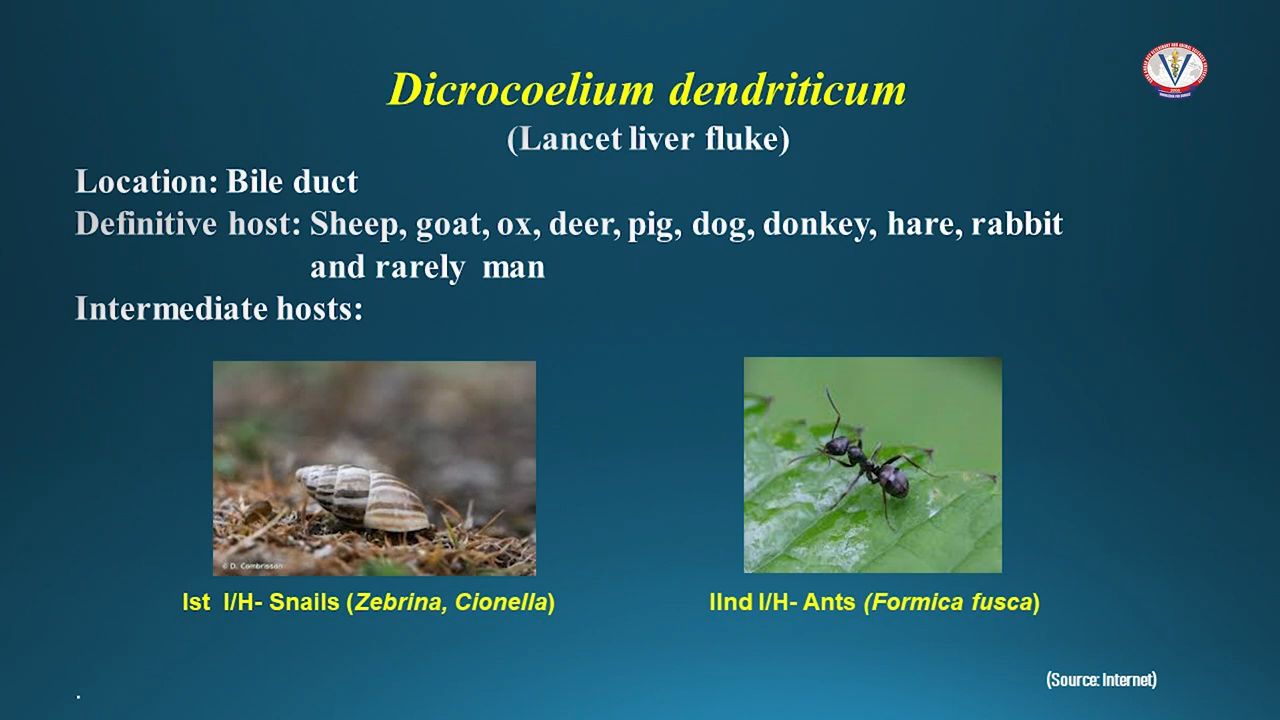 Dicrocoelium dendriticum
(Lancet liver fluke)
Location: Bile duct
Definitive host: Sheep, goat, ox, deer, pig, dog, donkey, hare, rabbit
and rarely man
Intermediate hosts:
© D. Combrisson
Ist I/H- Snails (Zebrina, Cionella)
IInd I/H- Ants (Formica fusca)
(Source: Internet)
.